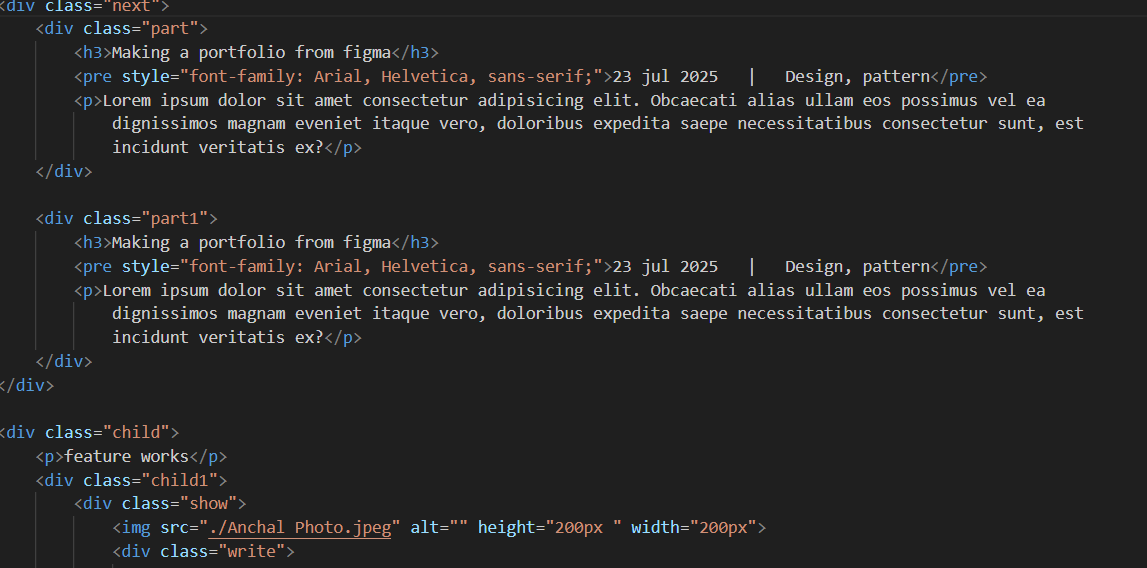 <div class="next">
<div class="part">
<h3>Making a portfolio from figma</h3>
<pre style="font-family: Arial, Helvetica, sans-serif;">23 jul 2025   |   Design, pattern</pre>
<p>Lorem ipsum dolor sit amet consectetur adipisicing elit. Obcaecati alias ullam eos possimus vel ea
dignissimos magnam eveniet itaque vero, doloribus expedita saepe necessitatibus consectetur sunt, est
incidunt veritatis ex?</p>
</div>
<div class="part1">
<h3>Making a portfolio from figma</h3>
<pre style="font-family: Arial, Helvetica, sans-serif;">23 jul 2025   |   Design, pattern</pre>
<p>Lorem ipsum dolor sit amet consectetur adipisicing elit. Obcaecati alias ullam eos possimus vel ea
dignissimos magnam eveniet itaque vero, doloribus expedita saepe necessitatibus consectetur sunt, est
incidunt veritatis ex?</p>
</div>
</div>
<div class="child">
<p>feature works</p>
<div class="child1">
<div class="show">
<img src="./Anchal Photo.jpeg" alt="" height="200px " width="200px">
<div class="write">